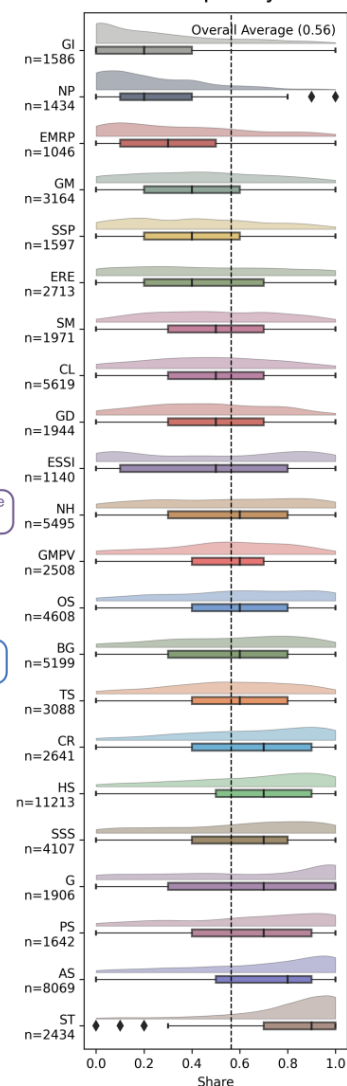 Overall Average (0.56)
GI
n=1586
NP
n=1434
EMRP
n=1046
GM
n=3164
SSP
n=1597
ERE
n=2713
SM
n=1971
CL
n=5619
GD
n=1944
ESSI
n=1140
NH
n=5495
GMPV
n=2508
OS
n=4608
BG
n=5199
TS
n=3088
CR
n=2641
HS
n=11213
SSS
n=4107
G
n=1906
PS
n=1642
AS
n=8069
ST
n=2434
0.0 0.2 0.4 0.6 0.8 1.0
Share